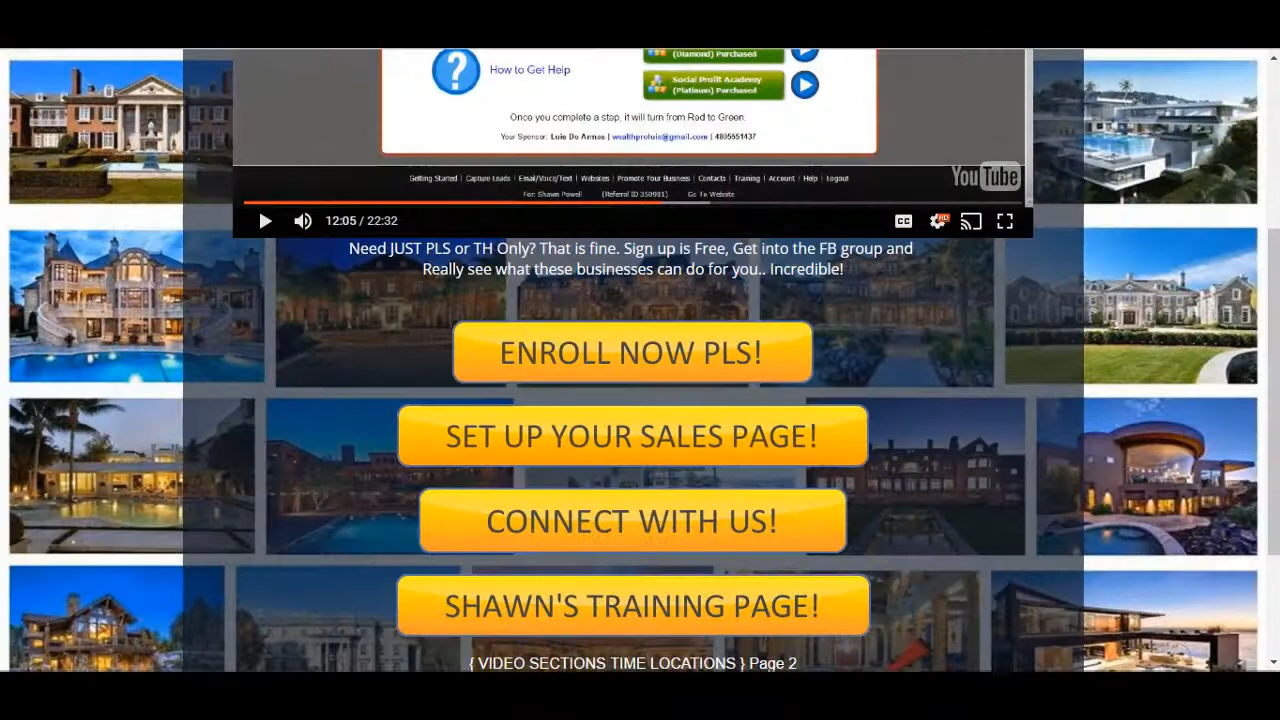 (Diamond) Purchased
How to Get Help
Social Profit Academy
(Platinum) Purchased
Once you complete a step, it will turn from Red to Green.
Your Sponsor: Luis De Armas | wealthproluis@gmail.com | 4805551437
Getting Started | Capture Leads | Email/Voice/Text | Websites | Promote Your Business | Contacts | Training | Account | Help | Logout
For: Shawn Powell (Referral ID 350981) Go To Website
YouTube
12:05 / 22:32
CC
HD
Need JUST PLS or TH Only? That is fine. Sign up is Free, Get into the FB group and
Really see what these businesses can do for you.. Incredible!
ENROLL NOW PLS!
SET UP YOUR SALES PAGE!
CONNECT WITH US!
SHAWN'S TRAINING PAGE!
{ VIDEO SECTIONS TIME LOCATIONS } Page 2